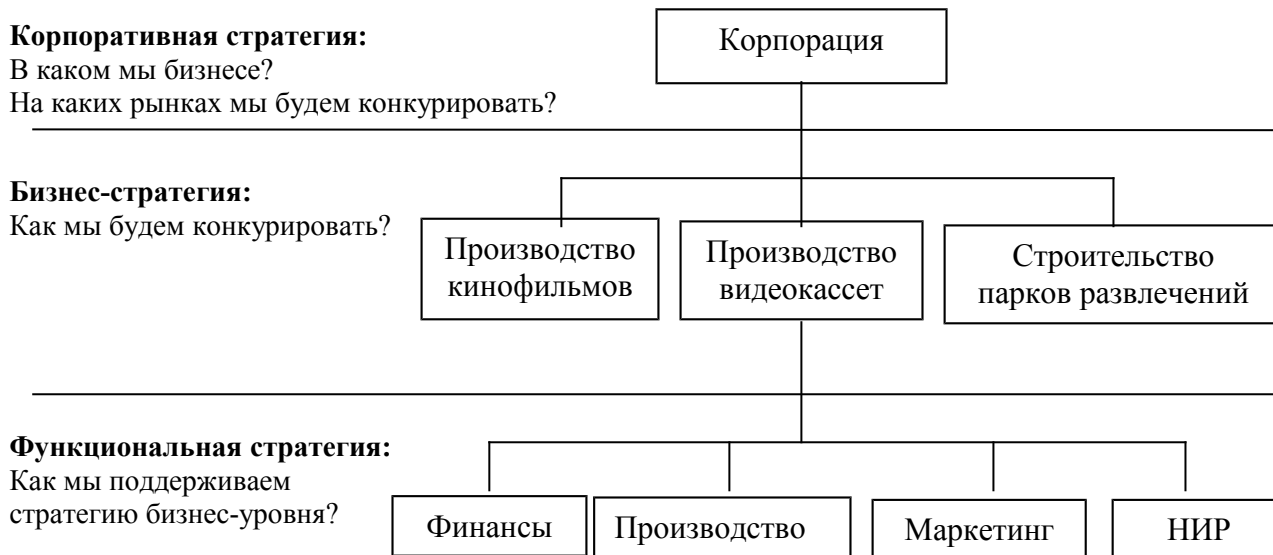 Корпоративная стратегия:
В каком мы бизнесе?
На каких рынках мы будем конкурировать?
Корпорация
Бизнес-стратегия:
Как мы будем конкурировать?
Производство
кинофильмов
Производство
видеокассет
Строительство
парков развлечений
Функциональная стратегия:
Как мы поддерживаем
стратегию бизнес-уровня?
Финансы
Производство
Маркетинг
НИР